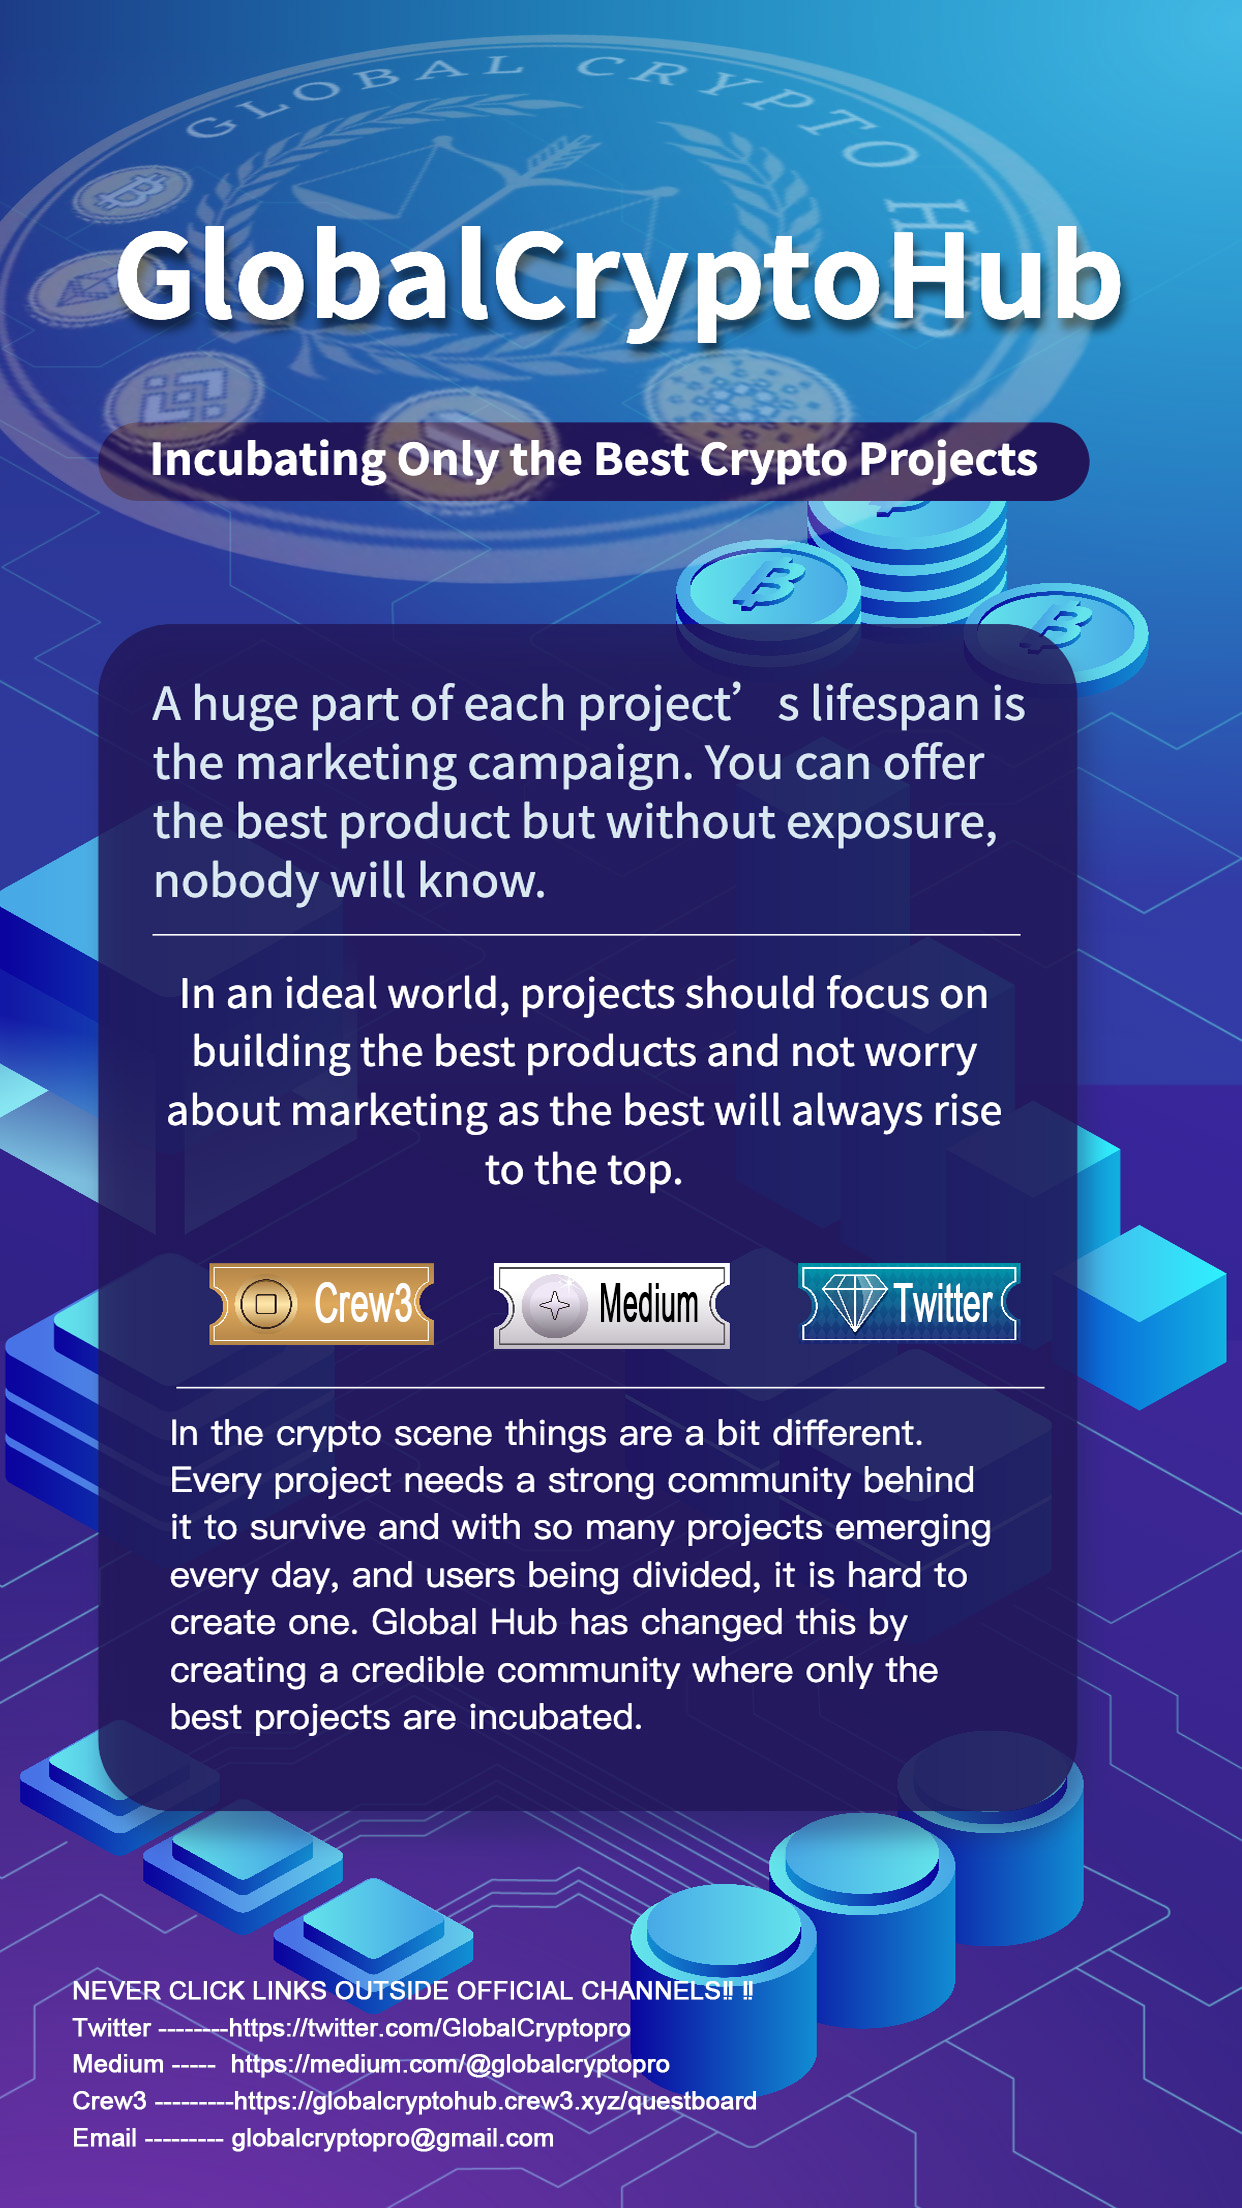 GLOBAL CRYPTO HUB
GlobalCryptoHub
Incubating Only the Best Crypto Projects
A huge part of each project’s lifespan is
the marketing campaign. You can offer
the best product but without exposure,
nobody will know.
In an ideal world, projects should focus on
building the best products and not worry
about marketing as the best will always rise
to the top.
Crew3
Medium
Twitter
In the crypto scene things are a bit different.
Every project needs a strong community behind
it to survive and with so many projects emerging
every day, and users being divided, it is hard to
create one. Global Hub has changed this by
creating a credible community where only the
best projects are incubated.
NEVER CLICK LINKS OUTSIDE OFFICIAL CHANNELS!! !!
Twitter --------https://twitter.com/GlobalCryptopro
Medium ----- https://medium.com/@globalcryptopro
Crew3 ---------https://globalcryptohub.crew3.xyz/questboard
Email --------- globalcryptopro@gmail.com